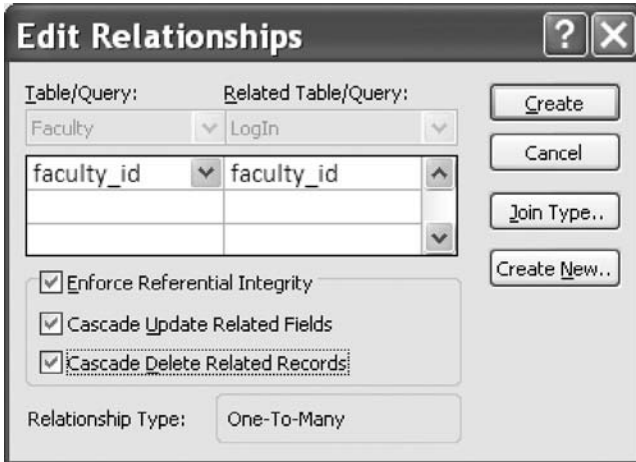 Edit Relationships
?
Table/Query: Related Table/Query:
Faculty LogIn
faculty_id faculty_id
Enforce Referential Integrity
Cascade Update Related Fields
Cascade Delete Related Records
Relationship Type: One-To-Many
Create
Cancel
Join Type..
Create New..